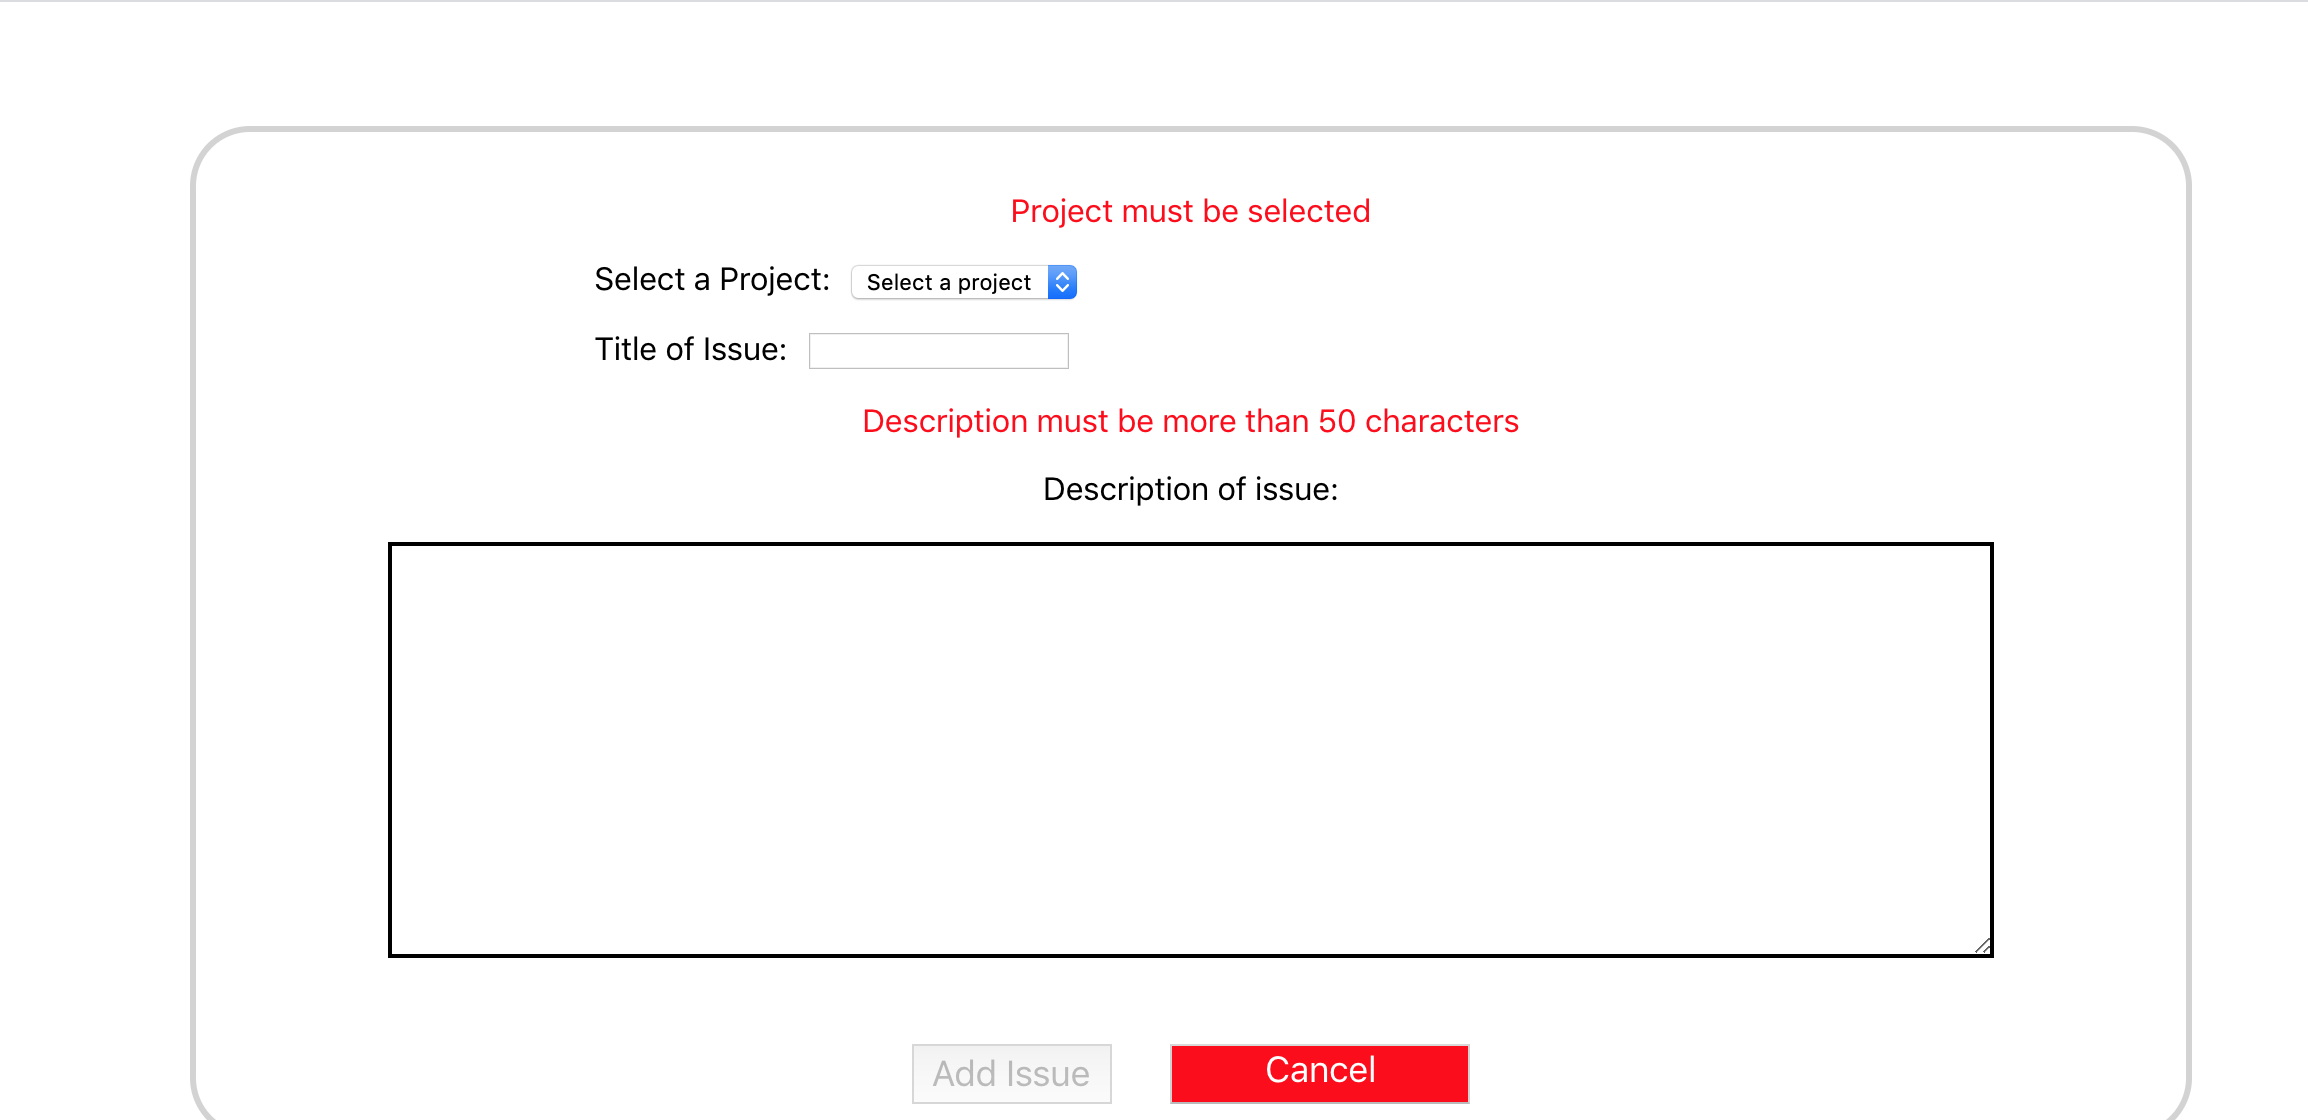 Project must be selected
Select a Project: Select a project
Title of Issue:
Description must be more than 50 characters
Description of issue:
Add Issue Cancel